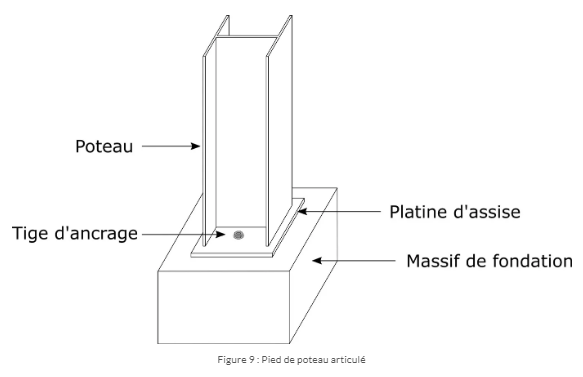 Poteau
Platine d'assise
Tige d'ancrage
Massif de fondation
Figure 9 : Pied de poteau articulé